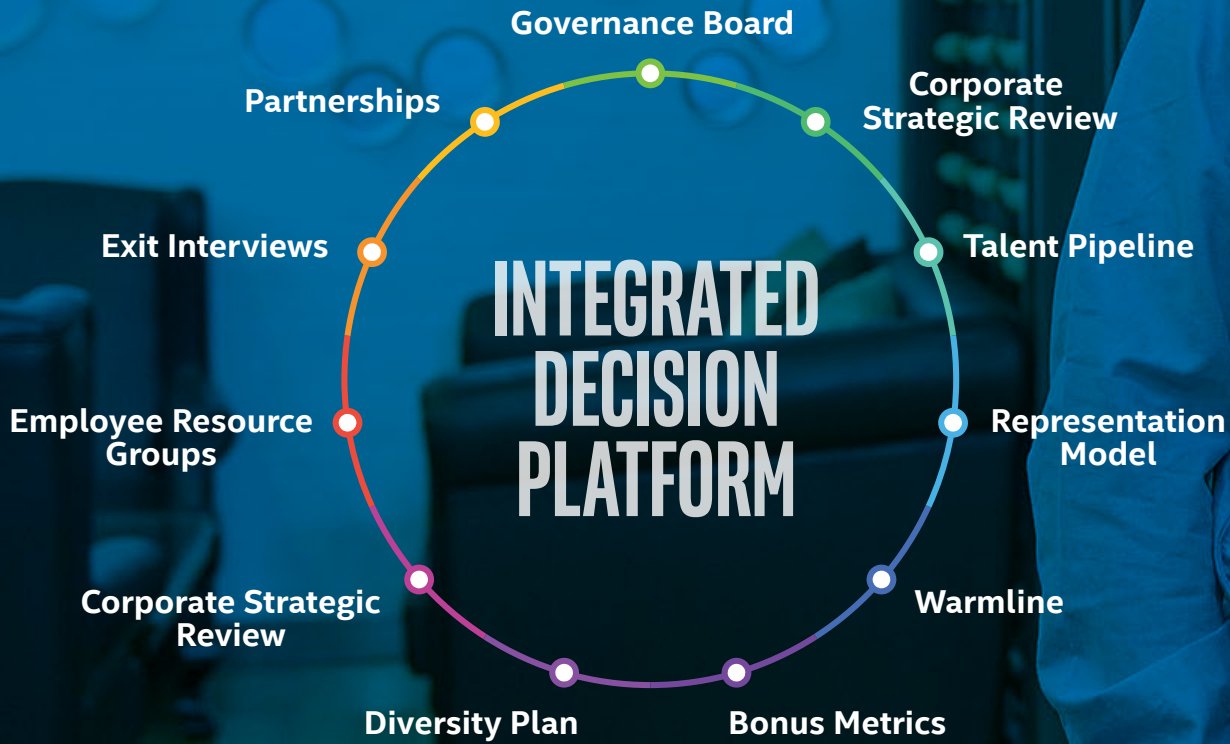 Governance Board
Corporate
Strategic Review
Talent Pipeline
Representation
Model
Warmline
Bonus Metrics
Diversity Plan
Corporate Strategic
Review
Employee Resource
Groups
Exit Interviews
Partnerships
INTEGRATED
DECISION
PLATFORM